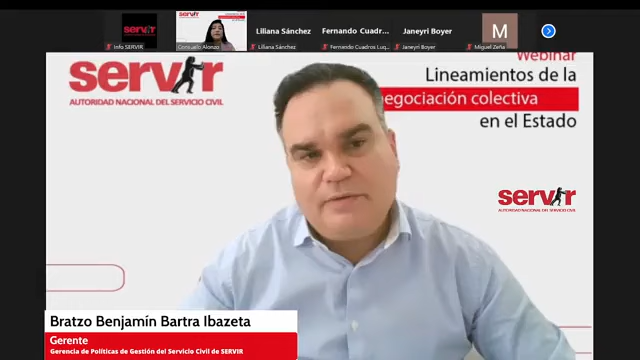 servir
Liliana Sánchez
Fernando Cuadr...
Janeyri Boyer
M
Info SERVIR
Consuelo Alonzo
Liliana Sánchez
Fernando Cuadros Luq...
Janeyri Boyer
Miguel Zeña
servir
AUTORIDAD NACIONAL DEL SERVICIO CIVIL
Webinar
Lineamientos de la
negociación colectiva
en el Estado
servir
AUTORIDAD NACIONAL DEL SERVICIO CIVIL
Bratzo Benjamín Bartra Ibazeta
Gerente
Gerencia de Políticas de Gestión del Servicio Civil de SERVIR